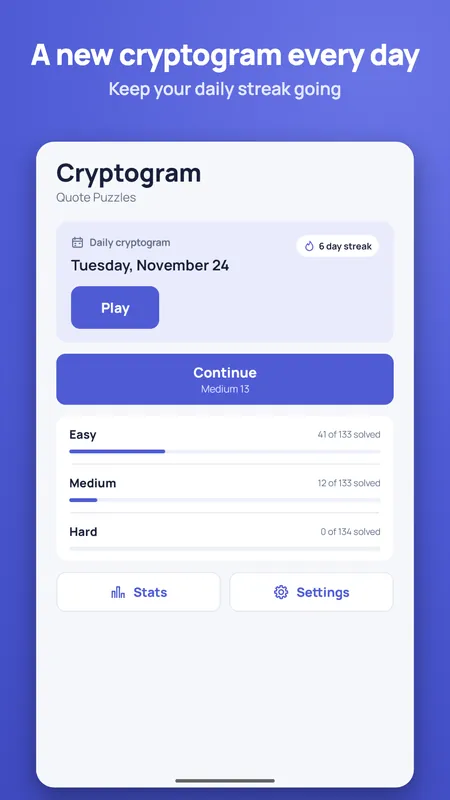 A new cryptogram every day
Keep your daily streak going
Cryptogram
Quote Puzzles
Daily cryptogram
6 day streak
Tuesday, November 24
Play
Continue
Medium 13
Easy
41 of 133 solved
Medium
12 of 133 solved
Hard
0 of 134 solved
Stats
Settings